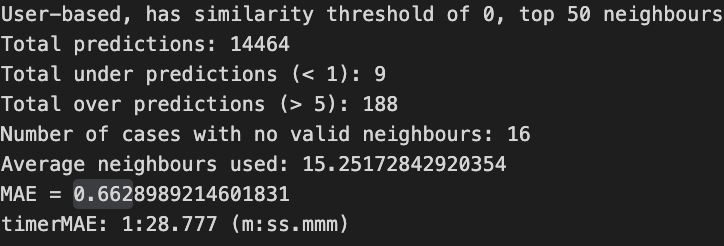 User-based, has similarity threshold of 0, top 50 neighbours
Total predictions: 14464
Total under predictions (< 1): 9
Total over predictions (> 5): 188
Number of cases with no valid neighbours: 16
Average neighbours used: 15.25172842920354
MAE = 0.6628989214601831
timerMAE: 1:28.777 (m:ss.mmm)